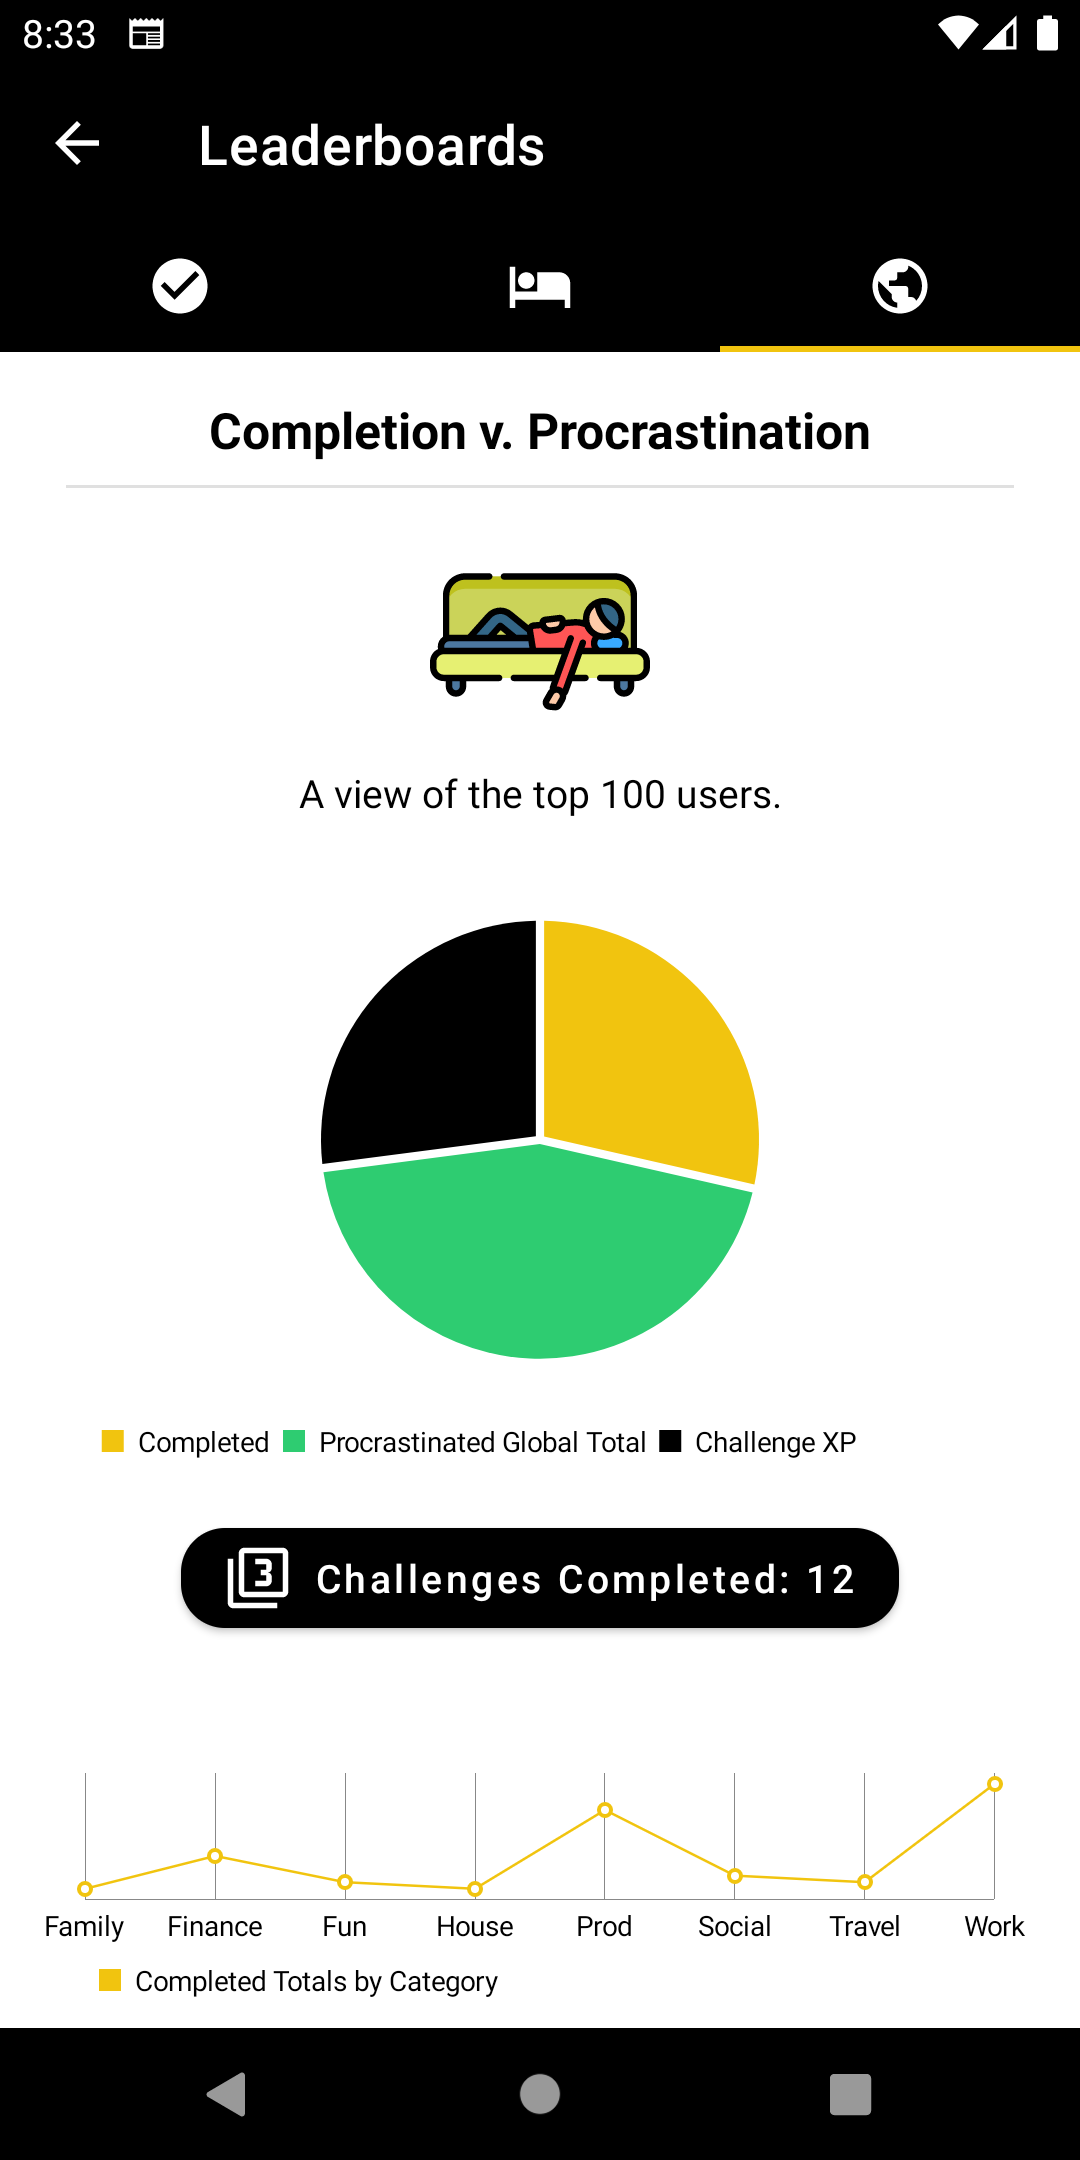 8:33
Leaderboards
Completion v. Procrastination
A view of the top 100 users.
Completed Procrastinated Global Total Challenge XP
3 Challenges Completed: 12
Family Finance Fun House Prod Social Travel Work
Completed Totals by Category